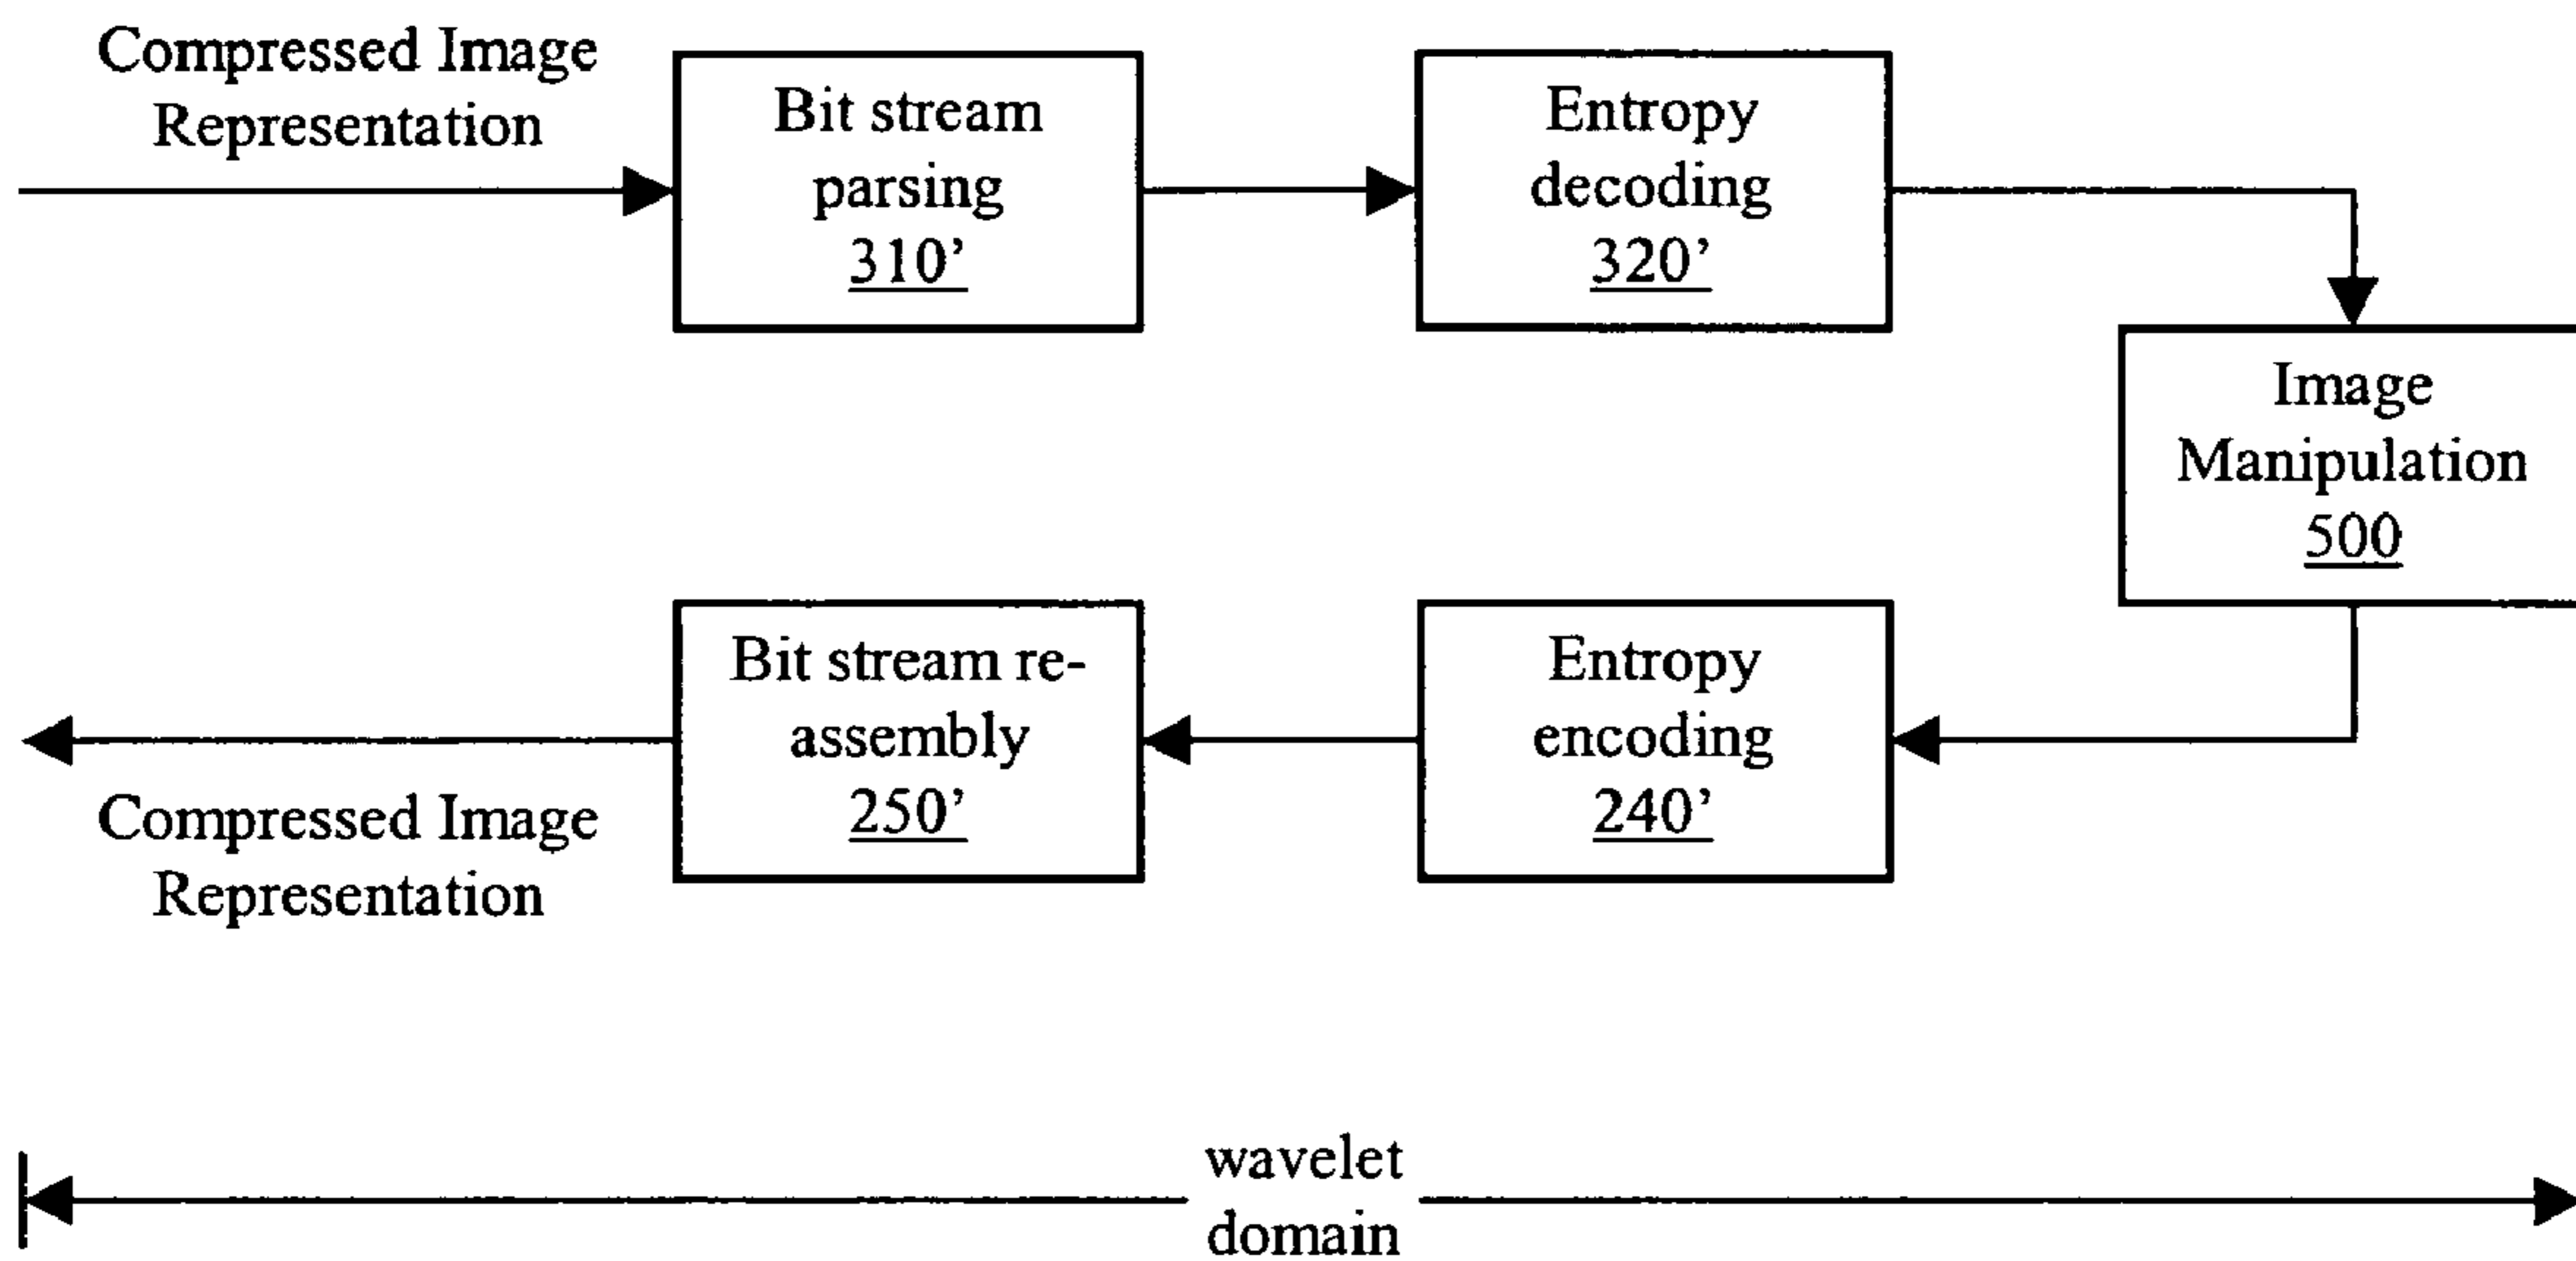 Compressed Image
Representation
Bit stream
parsing
310’
Entropy
decoding
320’
Image
Manipulation
500
Bit stream re-
assembly
250’
Entropy
encoding
240’
Compressed Image
Representation
wavelet
domain